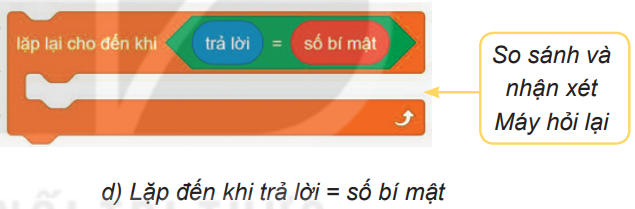 lặp lại cho đến khi trả lời = số bí mật
So sánh và
nhận xét
Máy hỏi lại
d) Lặp đến khi trả lời = số bí mật